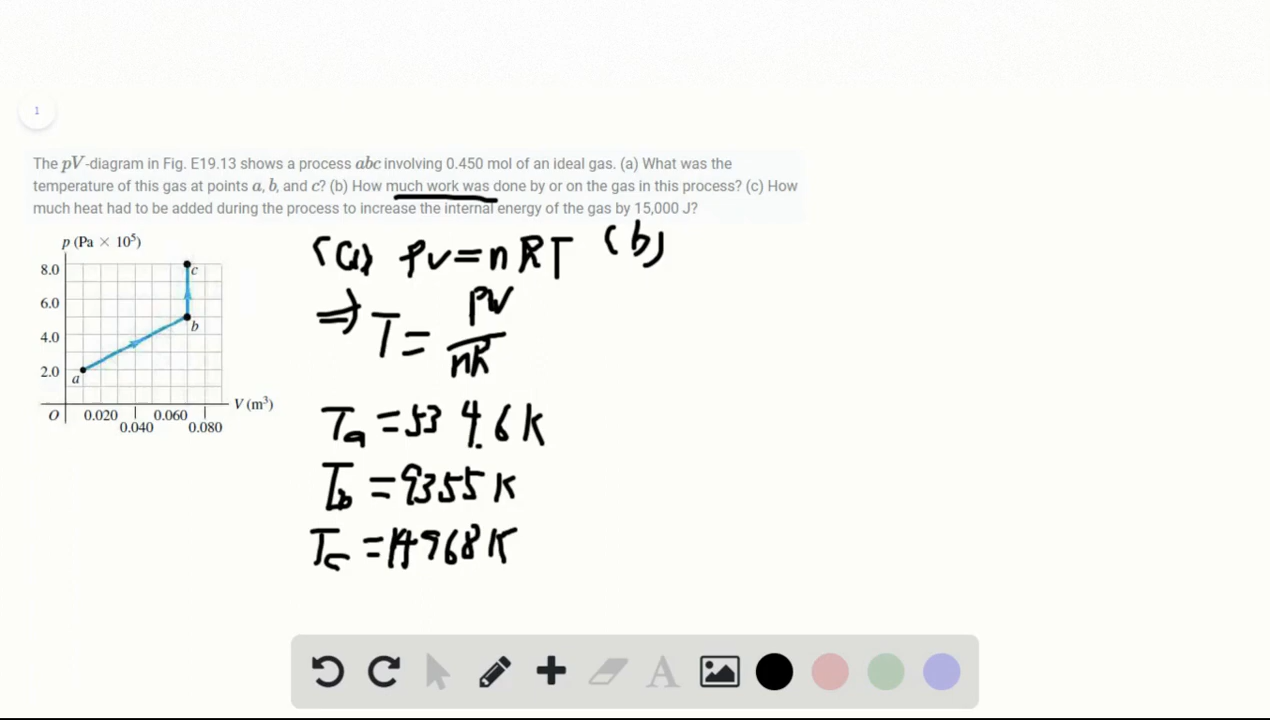 1
The pV-diagram in Fig. E19.13 shows a process abc involving 0.450 mol of an ideal gas. (a) What was the
temperature of this gas at points a, b, and c? (b) How much work was done by or on the gas in this process? (c) How
much heat had to be added during the process to increase the internal energy of the gas by 15,000 J?
p (Pa × 10⁵)
8.0
6.0
4.0
2.0
O
0.020
0.040
0.060
0.080
V (m³)
a
b
c
(a) PV = nRT
⇒ T = PV/nR
Ta = 534.6 K
Tb = 9355 K
Tc = 14968 K
(b)
A